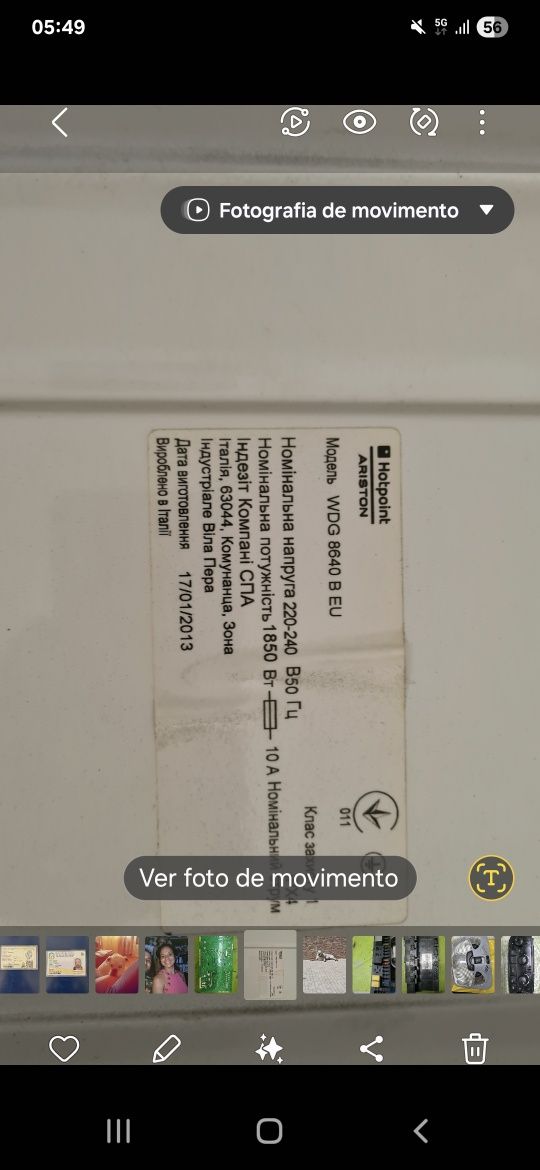 05:49
5G
56
Fotografia de movimento
Hotpoint
ARISTON
Модель WDG 8640 B EU
011
Клас
1
Номінальна напруга 220-240 В50 Гц
Номінальна потужність 1850 Вт 10 А Номінальний
Індезіт Компані СПА
Італія, 63044, Комунанца, Зона
Індустріале Віла Пера
Дата виготовлення 17/01/2013
Вироблено в Італії
Ver foto de movimento
T